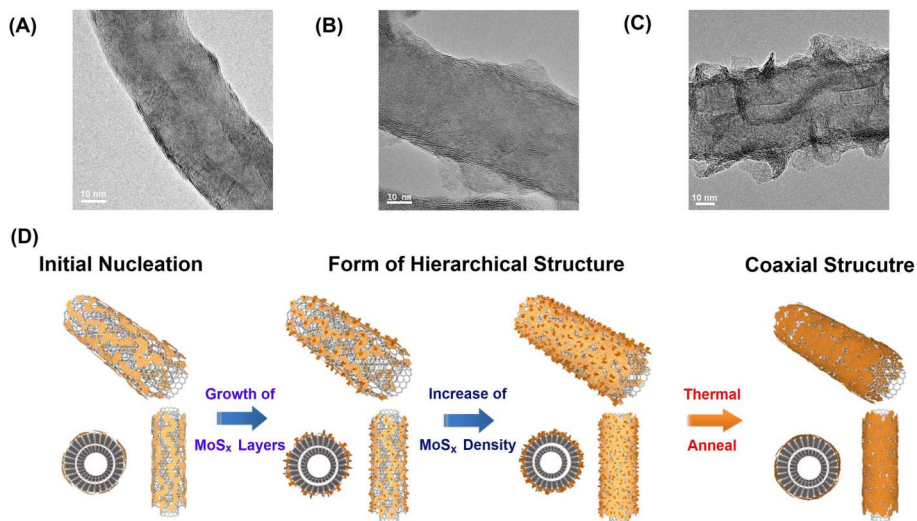 (A)
(B)
(C)
10 nm
10 nm
10 nm
(D)
Initial Nucleation
Form of Hierarchical Structure
Coaxial Strucutre
Growth of
MoSₓ Layers
Increase of
MoSₓ Density
Thermal
Anneal